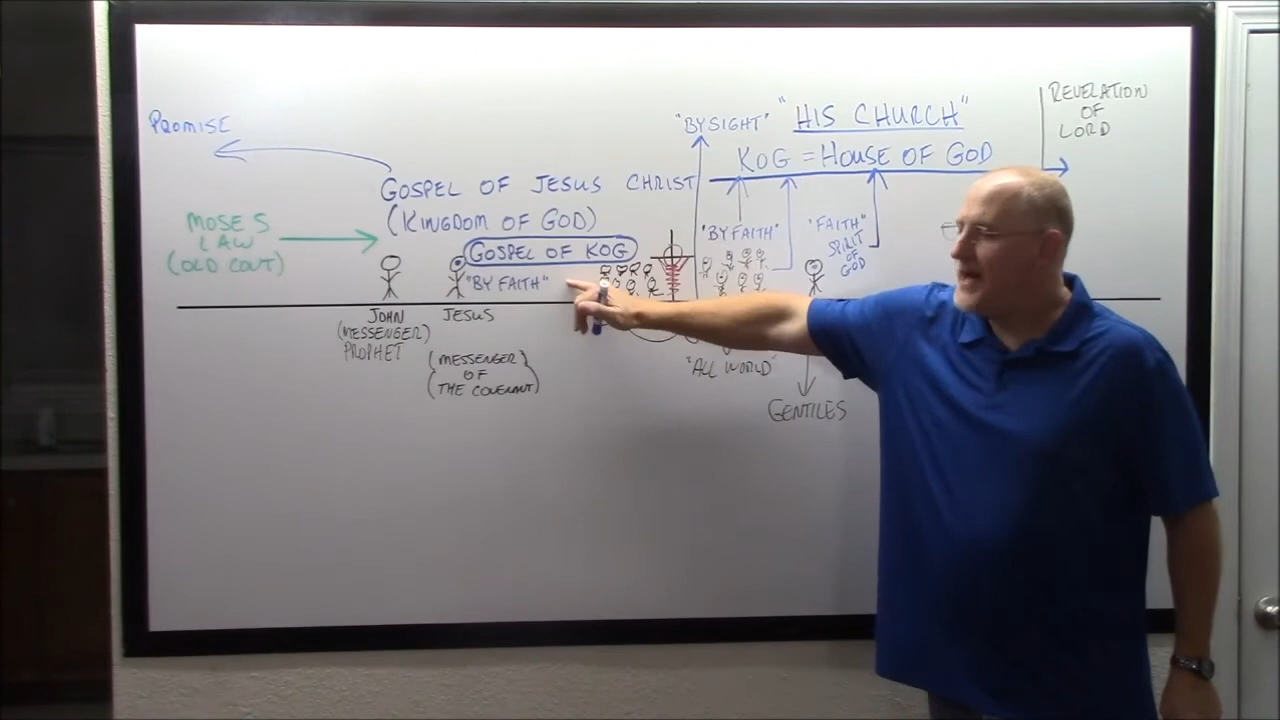 PROMISE
MOSES
LAW
(OLD COVT)
GOSPEL OF JESUS CHRIST
(KINGDOM OF GOD)
GOSPEL OF KOG
"BY FAITH"
JOHN
(MESSENGER)
PROPHET
JESUS
(MESSENGER)
OF
(THE COVENANT)
"BY SIGHT"
"HIS CHURCH"
KOG = HOUSE OF GOD
"BY FAITH"
"ALL WORLD"
"FAITH"
SPIRIT
OF
GOD
GENTILES
REVELATION
OF
LORD